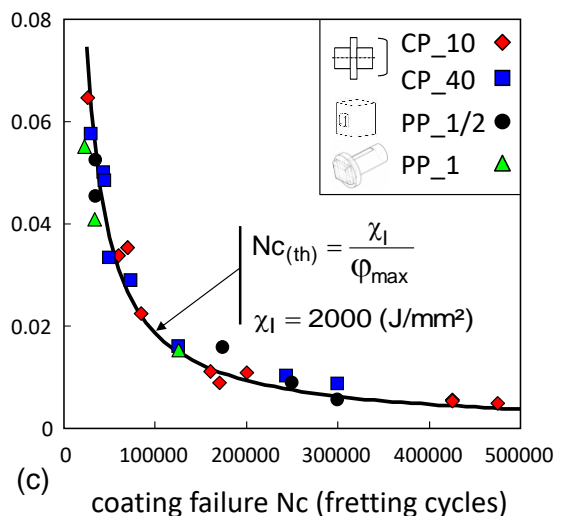 0.08
CP_10
CP_40
PP_1/2
PP_1
0.06
0.04
Nc(th) = χI / φmax
χI = 2000 (J/mm²)
0.02
0
0 100000 200000 300000 400000 500000
(c)
coating failure Nc (fretting cycles)